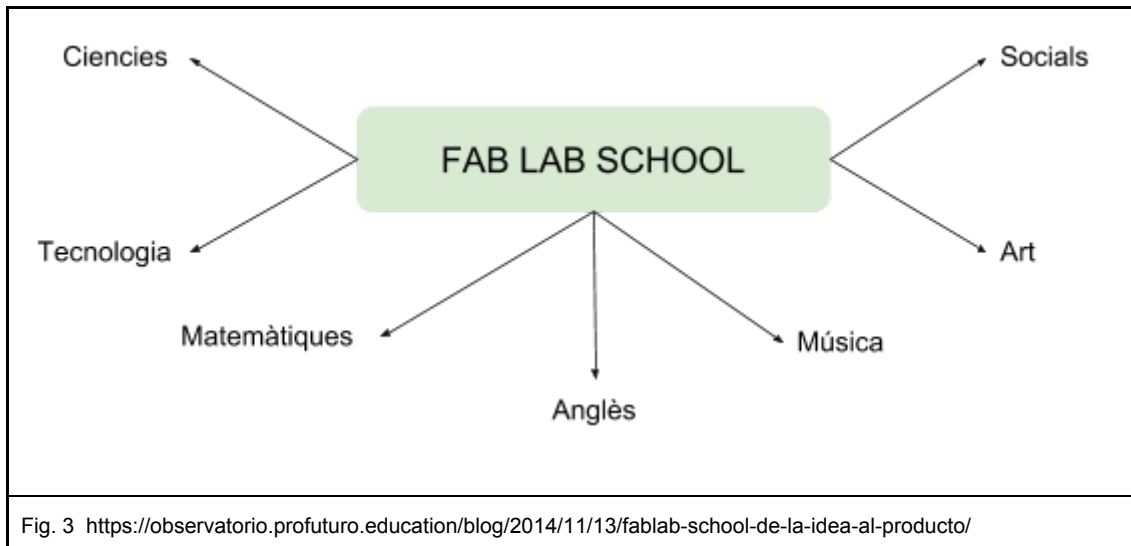 Ciencies
Socials
FAB LAB SCHOOL
Tecnologia
Art
Matemàtiques
Música
Anglès
Fig. 3 https://observatorio.profuturo.education/blog/2014/11/13/fablab-school-de-la-idea-al-producto/